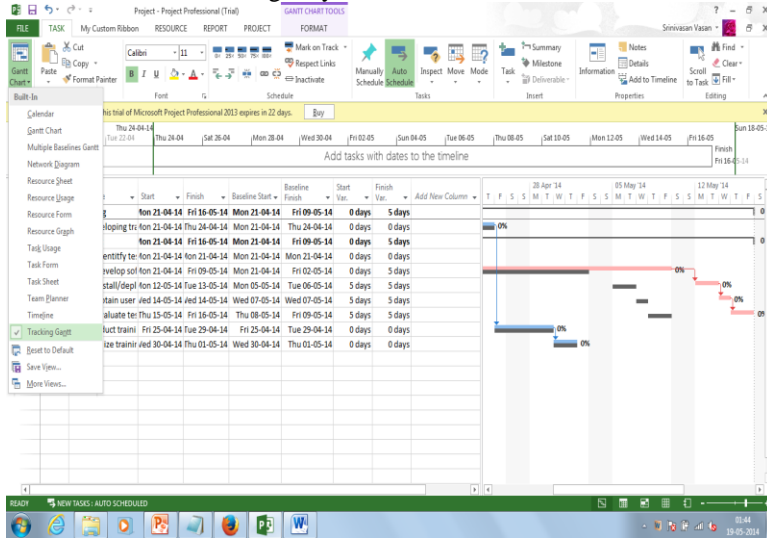 Project - Project Professional (Trial)
GANTT CHART TOOLS
FILE TASK My Custom Ribbon RESOURCE REPORT PROJECT FORMAT
Srinivasan Vasan
Gantt Chart
Paste
Cut
Copy
Format Painter
Calibri 11
B I U A
Font
Mark on Track
Respect Links
Inactivate
Schedule
Manually Schedule
Auto Schedule
Inspect Move Mode
Tasks
Task
Summary
Milestone
Deliverable
Insert
Information
Notes
Details
Add to Timeline
Properties
Scroll to Task
Find
Clear
Fill
Editing
Built-In
Calendar
Gantt Chart
Multiple Baselines Gantt
Network Diagram
Resource Sheet
Resource Usage
Resource Form
Resource Graph
Task Usage
Task Form
Task Sheet
Team Planner
Timeline
Tracking Gantt
Reset to Default
Save View...
More Views...
his trial of Microsoft Project Professional 2013 expires in 22 days. Buy
Thu 24-04-14
Tue 22-04 Thu 24-04 Sat 26-04 Mon 28-04 Wed 30-04 Fri 02-05 Sun 04-05 Tue 06-05 Thu 08-05 Sat 10-05 Mon 12-05 Wed 14-05 Fri 16-05
Sun 18-05-
Add tasks with dates to the timeline
Finish
Fri 16-05-14
Start Finish Baseline Start Baseline Finish Start Var. Finish Var. Add New Column
28 Apr '14 05 May '14 12 May '14
T F S S M T W T F S S M T W T F S S M T W T F S
Mon 21-04-14 Fri 16-05-14 Mon 21-04-14 Fri 09-05-14 0 days 5 days 0
eloping tra Mon 21-04-14 Thu 24-04-14 Mon 21-04-14 Thu 24-04-14 0 days 0 days 0%
Mon 21-04-14 Fri 16-05-14 Mon 21-04-14 Fri 09-05-14 0 days 5 days 0
entitfy te: Mon 21-04-14 Mon 21-04-14 Mon 21-04-14 Mon 21-04-14 0 days 0 days
evelop sof Mon 21-04-14 Fri 09-05-14 Mon 21-04-14 Fri 02-05-14 0 days 5 days 0%
stall/depl Mon 12-05-14 Tue 13-05-14 Mon 05-05-14 Tue 06-05-14 5 days 5 days 0%
btain user Wed 14-05-14 Wed 14-05-14 Wed 07-05-14 Wed 07-05-14 5 days 5 days 0%
aluate tes Thu 15-05-14 Fri 16-05-14 Thu 08-05-14 Fri 09-05-14 5 days 5 days 0%
duct traini Fri 25-04-14 Tue 29-04-14 Fri 25-04-14 Tue 29-04-14 0 days 0 days 0%
ize trainir Wed 30-04-14 Thu 01-05-14 Wed 30-04-14 Thu 01-05-14 0 days 0 days 0%
READY NEW TASKS : AUTO SCHEDULED
01:44
19-05-2014